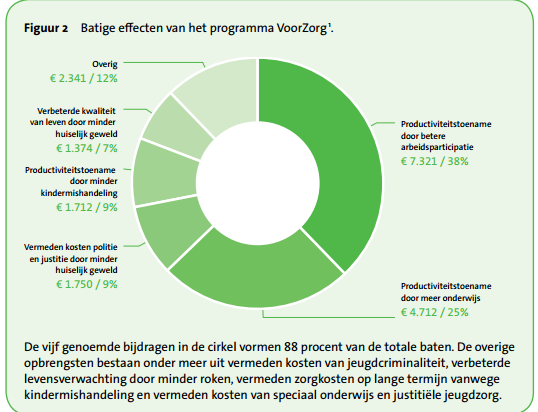 Figuur 2 Batige effecten van het programma VoorZorg¹.
Overig
€ 2.341 / 12%
Verbeterde kwaliteit
van leven door minder
huiselijk geweld
€ 1.374 / 7%
Productiviteitstoename
door minder
kindermishandeling
€ 1.712 / 9%
Vermeden kosten politie
en justitie door minder
huiselijk geweld
€ 1.750 / 9%
Productiviteitstoename
door betere
arbeidsparticipatie
€ 7.321 / 38%
Productiviteitstoename
door meer onderwijs
€ 4.712 / 25%
De vijf genoemde bijdragen in de cirkel vormen 88 procent van de totale baten. De overige
opbrengsten bestaan onder meer uit vermeden kosten van jeugdcriminaliteit, verbeterde
levensverwachting door minder roken, vermeden zorgkosten op lange termijn vanwege
kindermishandeling en vermeden kosten van speciaal onderwijs en justitiële jeugdzorg.